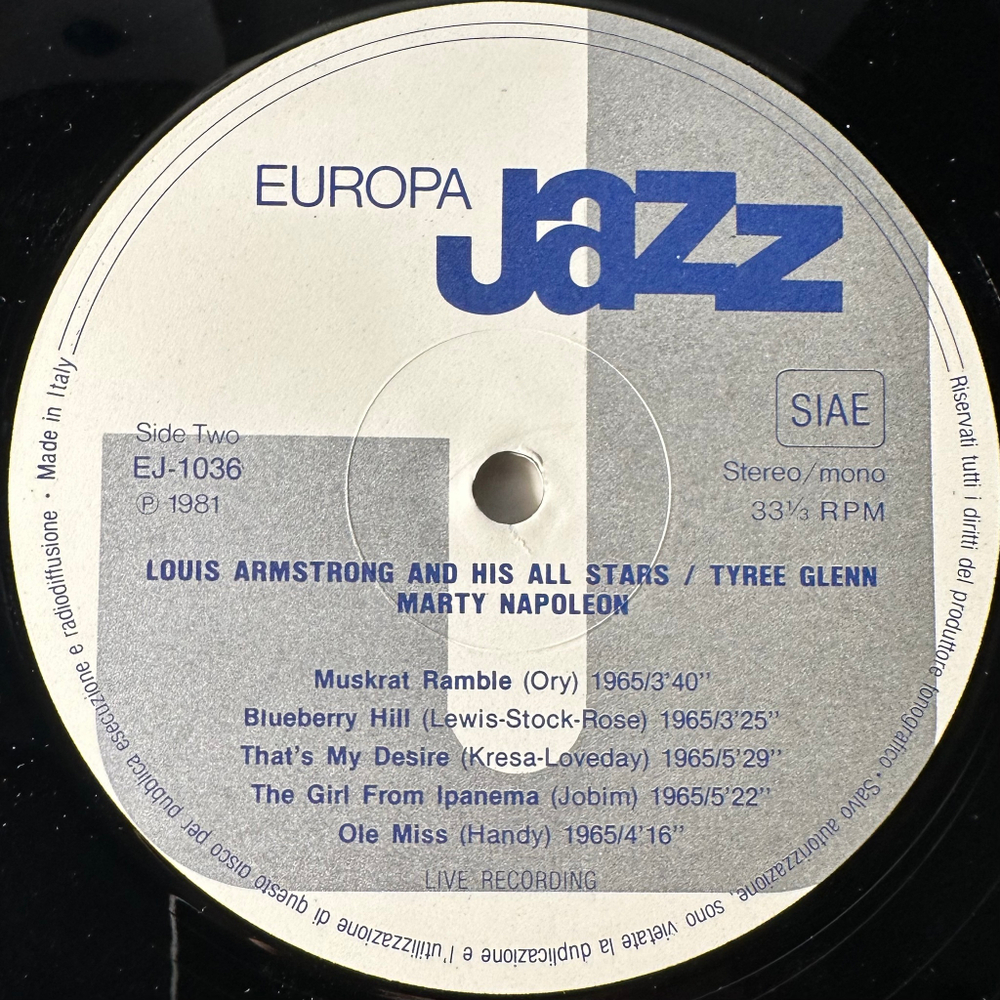 EUROPA Jazz
SIAE
Side Two
EJ-1036
℗ 1981
Stereo/mono
33⅓ RPM
LOUIS ARMSTRONG AND HIS ALL STARS / TYREE GLENN
MARTY NAPOLEON
Muskrat Ramble (Ory) 1965/3'40''
Blueberry Hill (Lewis-Stock-Rose) 1965/3'25''
That's My Desire (Kresa-Loveday) 1965/5'29''
The Girl From Ipanema (Jobim) 1965/5'22''
Ole Miss (Handy) 1965/4'16''
LIVE RECORDING
Riservati tutti i diritti del produttore fonografico • Salvo autorizzazione, sono vietate la duplicazione e l'utilizzazione di questo disco per pubblica esecuzione e radiodiffusione • Made in Italy